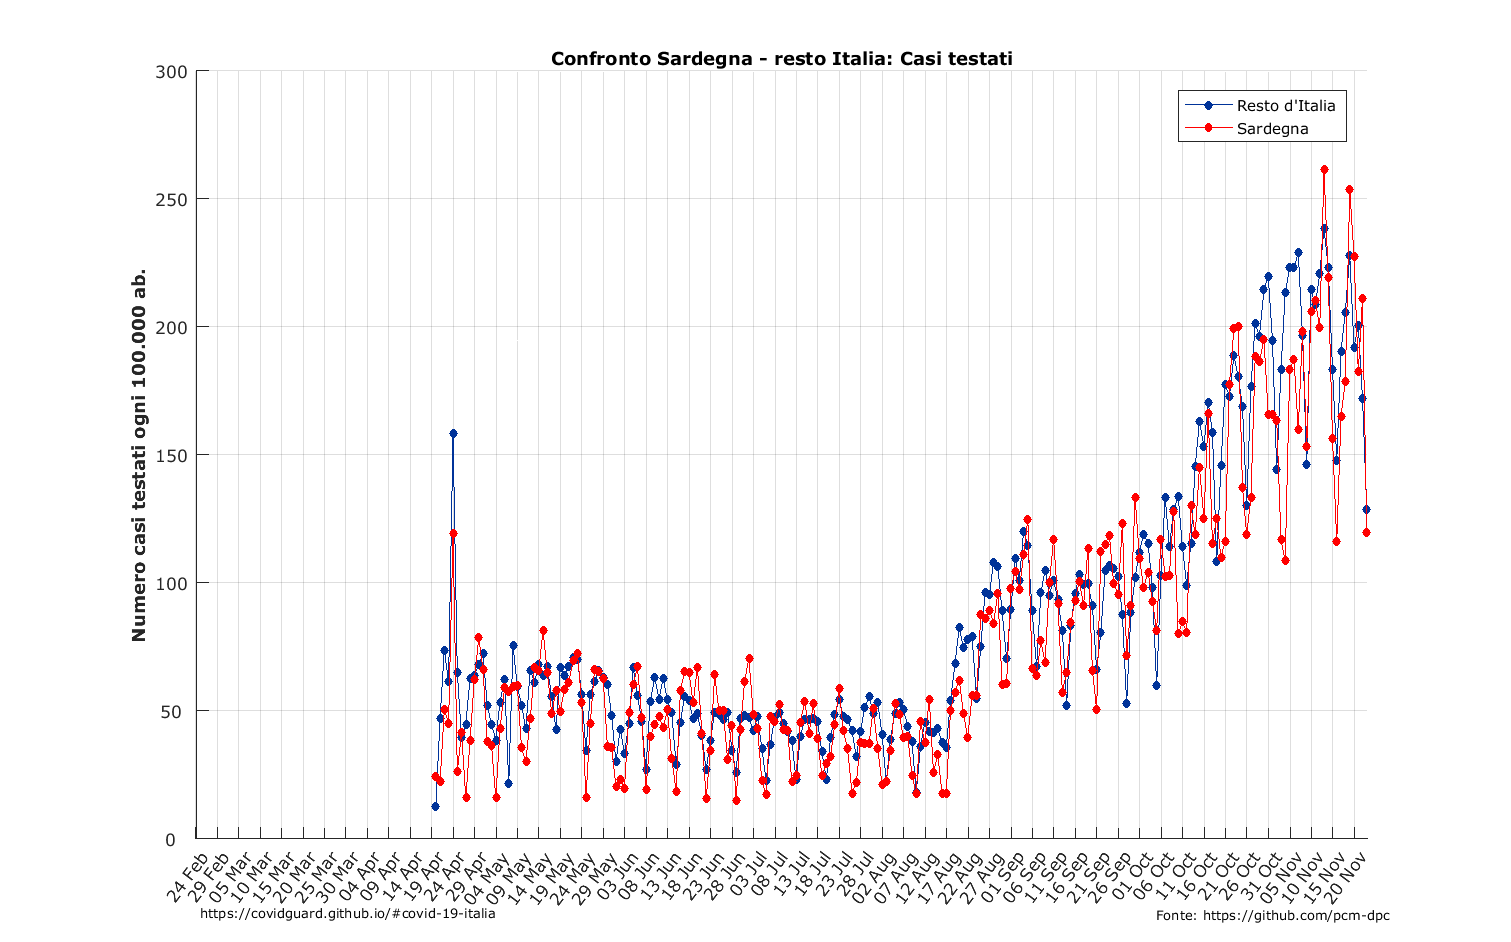 Confronto Sardegna - resto Italia: Casi testati
Numero casi testati ogni 100.000 ab.
300
250
200
150
100
50
0
Resto d'Italia
Sardegna
24 Feb
29 Feb
05 Mar
10 Mar
15 Mar
20 Mar
25 Mar
30 Mar
04 Apr
09 Apr
14 Apr
19 Apr
24 Apr
29 Apr
04 May
09 May
14 May
19 May
24 May
29 May
03 Jun
08 Jun
13 Jun
18 Jun
23 Jun
28 Jun
03 Jul
08 Jul
13 Jul
18 Jul
23 Jul
28 Jul
02 Aug
07 Aug
12 Aug
17 Aug
22 Aug
27 Aug
01 Sep
06 Sep
11 Sep
16 Sep
21 Sep
26 Sep
01 Oct
06 Oct
11 Oct
16 Oct
21 Oct
26 Oct
31 Oct
05 Nov
10 Nov
15 Nov
20 Nov
https://covidguard.github.io/#covid-19-italia
Fonte: https://github.com/pcm-dpc